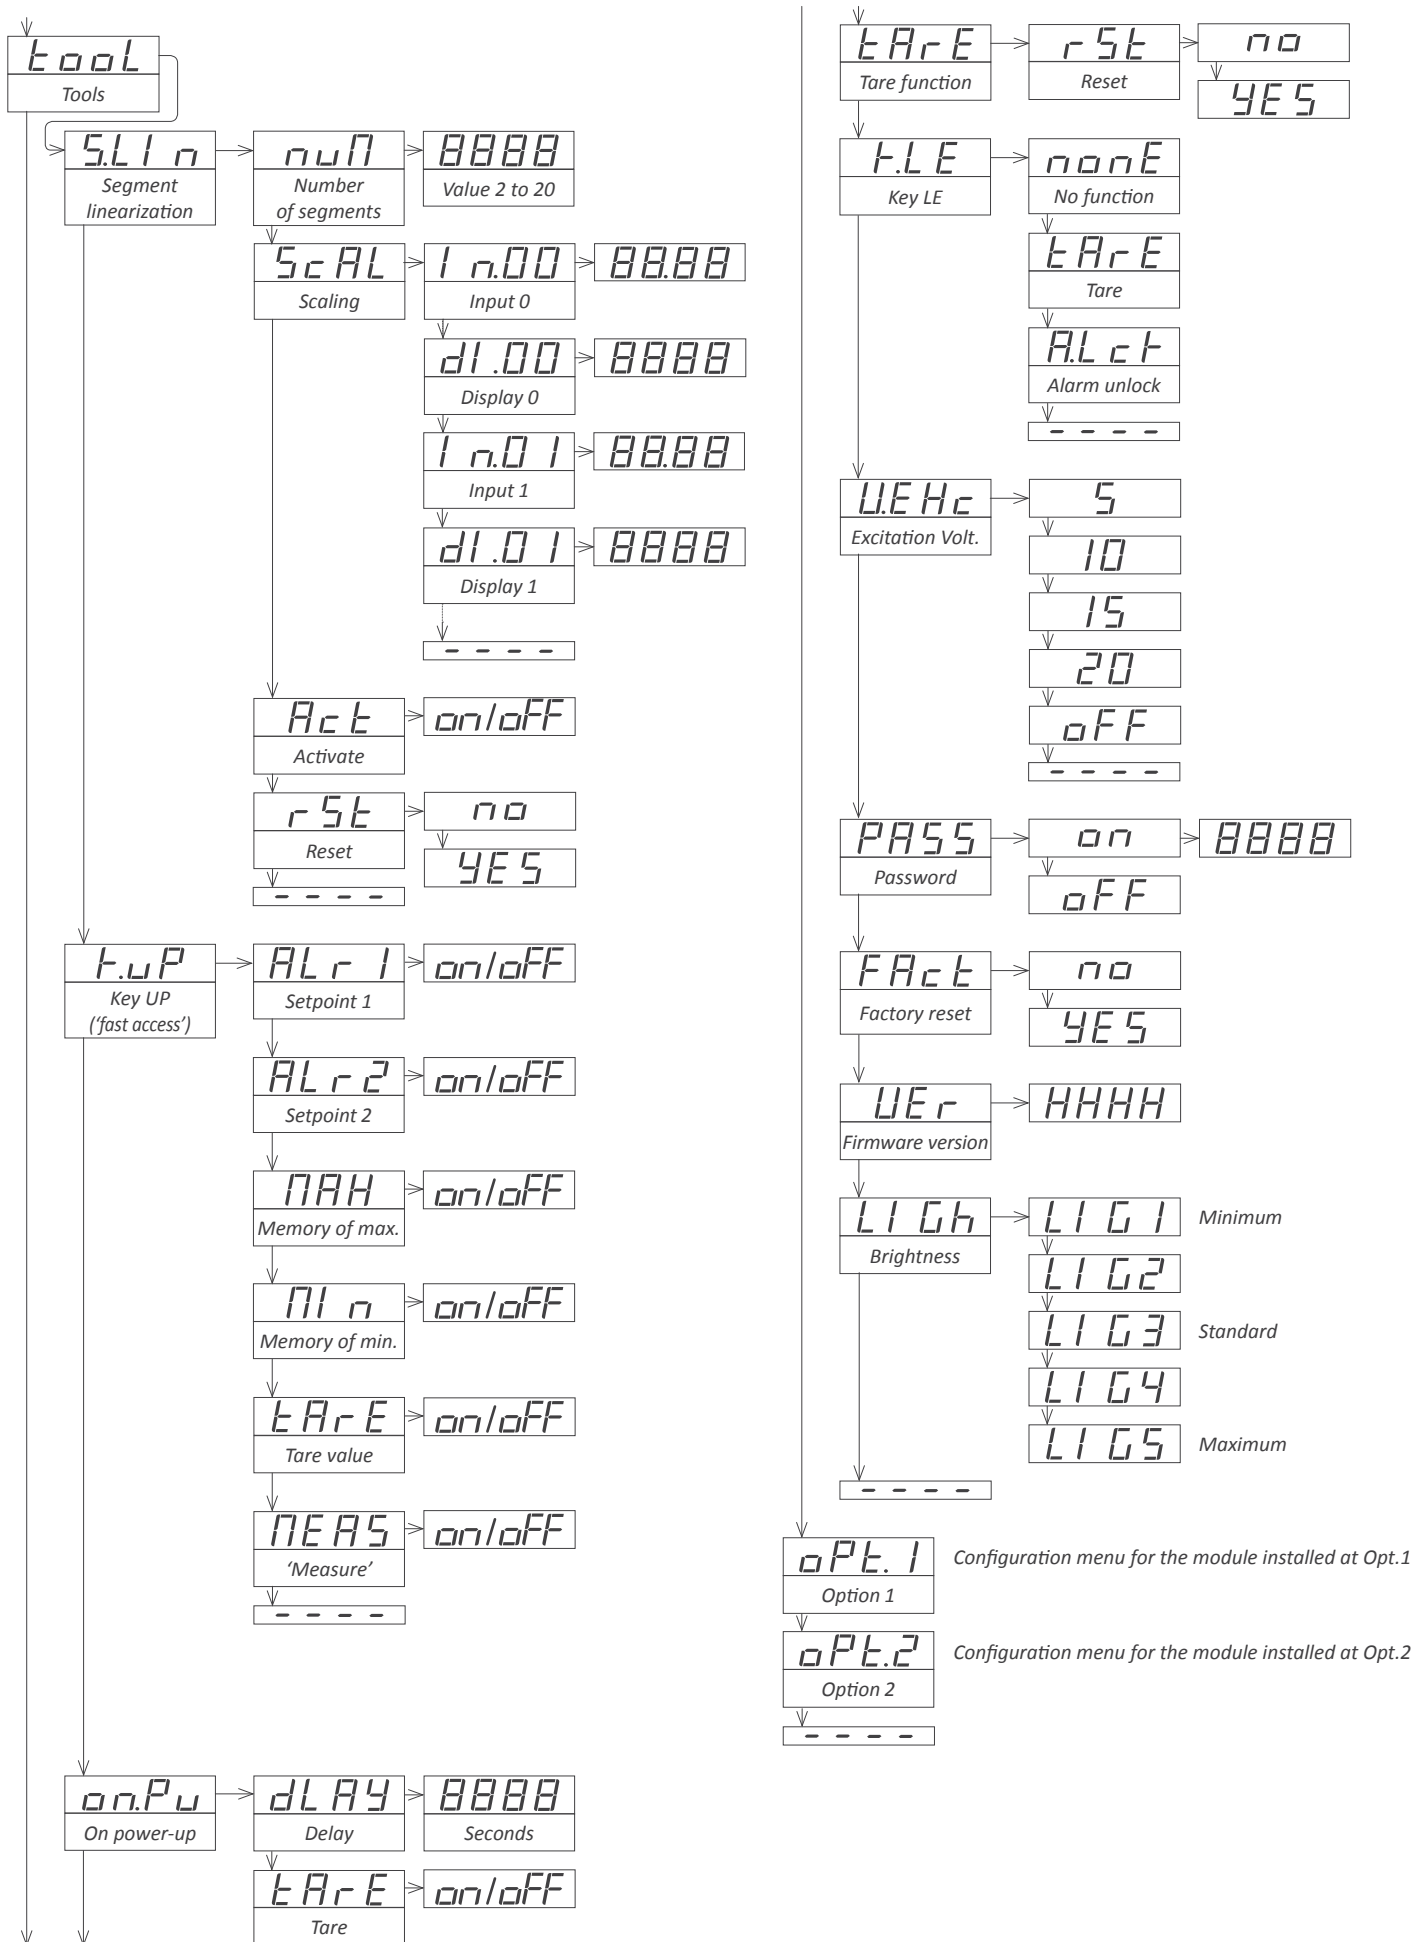 tooL
Tools
S.LIn
Segment
linearization
nuM
Number
of segments
8888
Value 2 to 20
ScAL
Scaling
In.00
Input 0
88.88
dI.00
Display 0
8888
In.01
Input 1
88.88
dI.01
Display 1
8888
----
Act
Activate
on/oFF
rSt
Reset
no
YES
----
K.uP
Key UP
(‘fast access’)
ALr1
Setpoint 1
on/oFF
ALr2
Setpoint 2
on/oFF
MAX
Memory of max.
on/oFF
MIn
Memory of min.
on/oFF
tArE
Tare value
on/oFF
MEAS
‘Measure’
on/oFF
----
on.Pu
On power-up
dLAY
Delay
8888
Seconds
tArE
Tare
on/oFF
tArE
Tare function
rSt
Reset
no
YES
K.LE
Key LE
nonE
No function
tArE
Tare
A.LcK
Alarm unlock
----
V.EXc
Excitation Volt.
5
10
15
20
oFF
----
PASS
Password
on
8888
oFF
FAct
Factory reset
no
YES
VEr
Firmware version
HHHH
LIGh
Brightness
LIG1 Minimum
LIG2
LIG3 Standard
LIG4
LIG5 Maximum
----
oPt.1
Option 1
Configuration menu for the module installed at Opt.1
oPt.2
Option 2
Configuration menu for the module installed at Opt.2
----